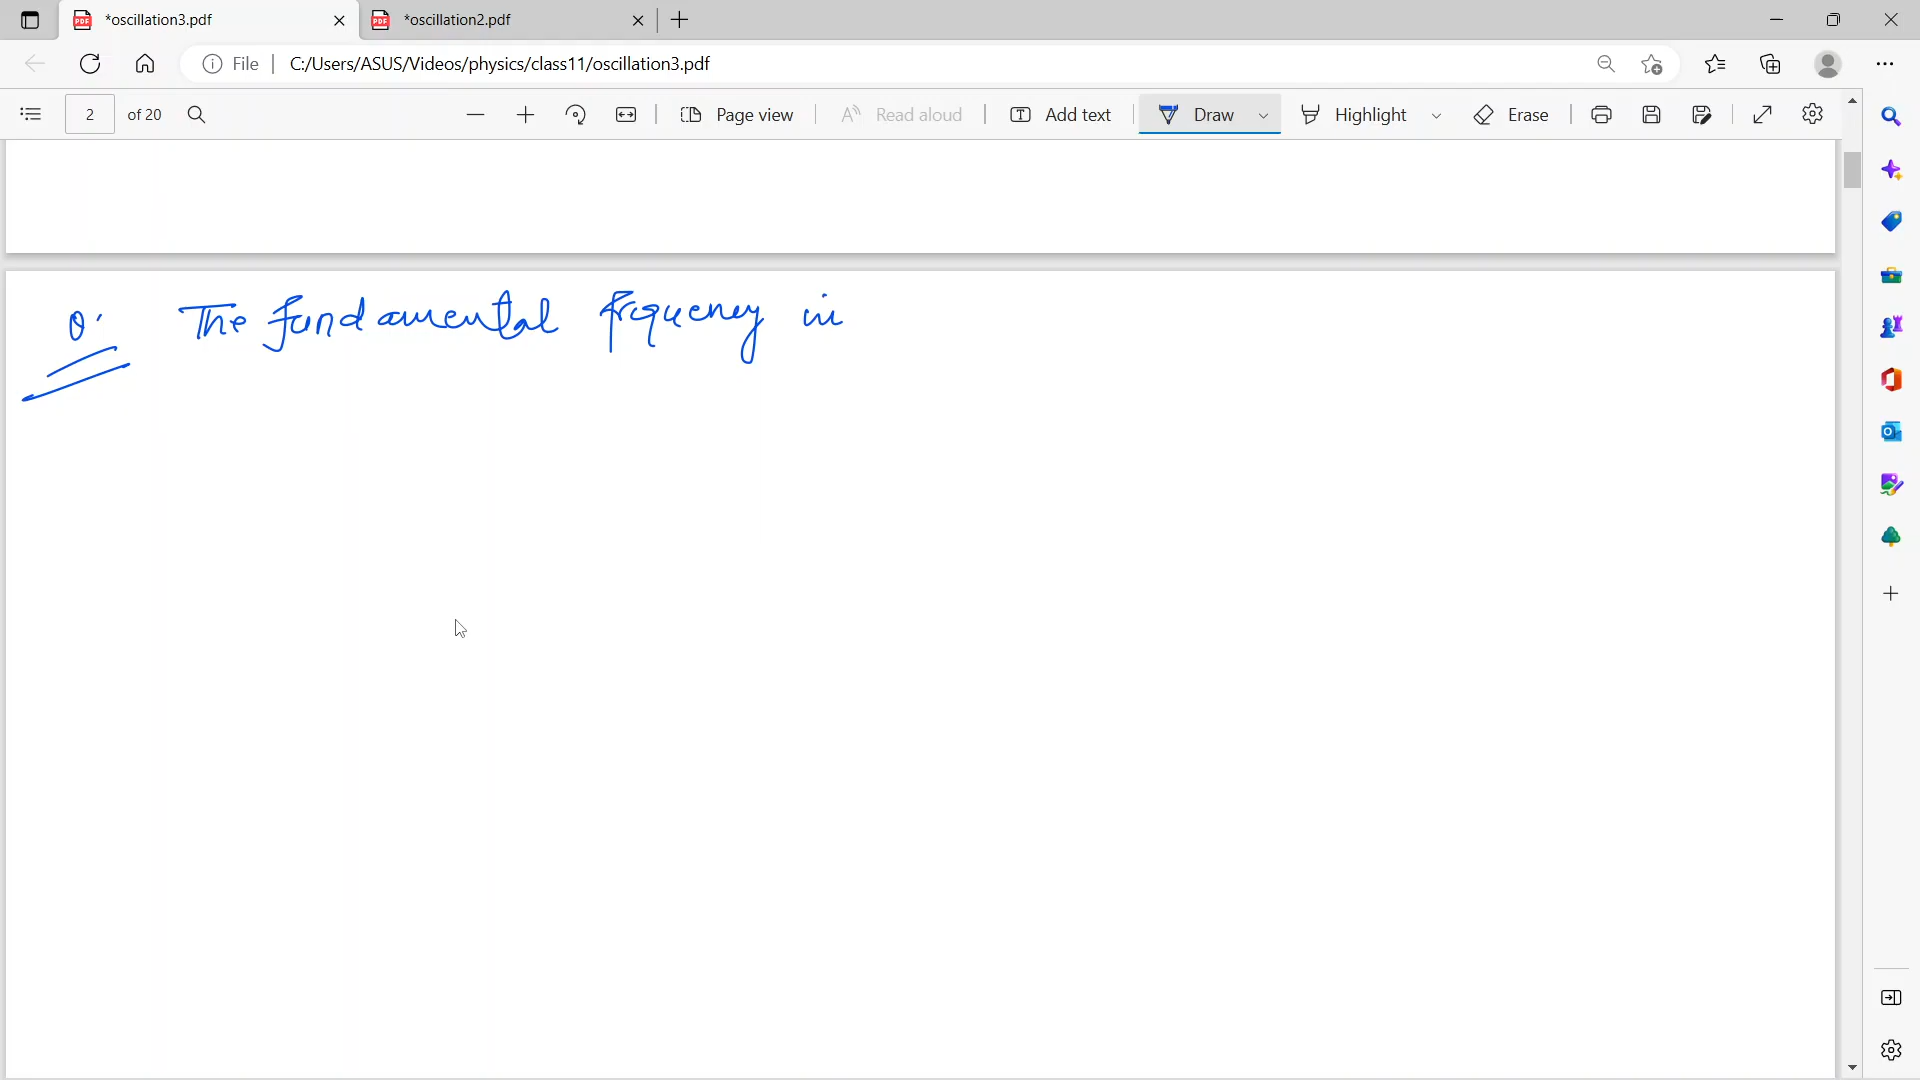 *oscillation3.pdf
*oscillation2.pdf
File
C:/Users/ASUS/Videos/physics/class11/oscillation3.pdf
2 of 20
Page view
Read aloud
Add text
Draw
Highlight
Erase
Q. The fundamental frequency in